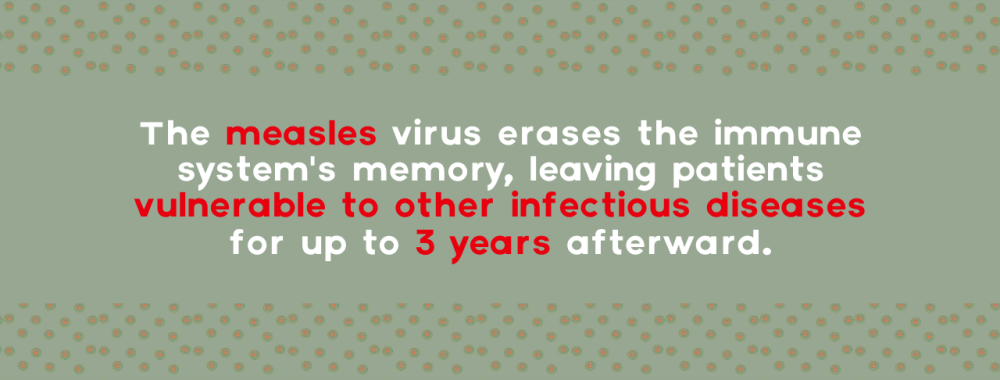 The measles virus erases the immune
system's memory, leaving patients
vulnerable to other infectious diseases
for up to 3 years afterward.